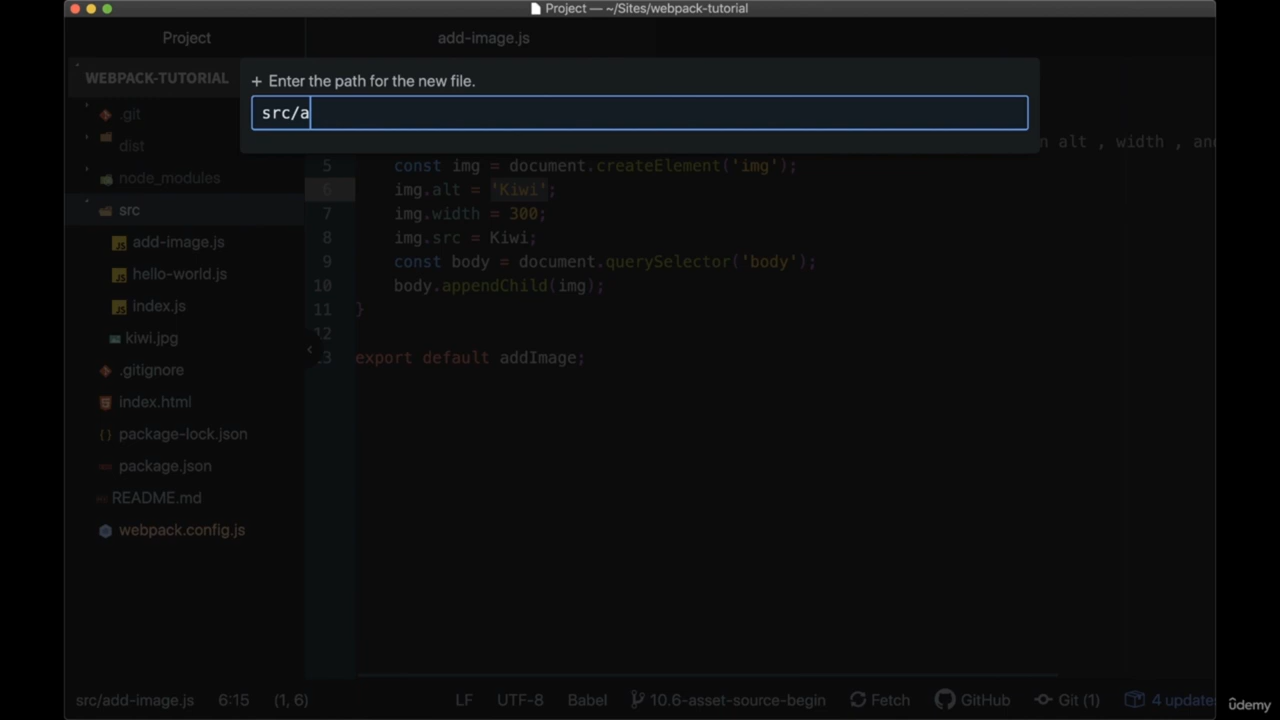 Project — ~/Sites/webpack-tutorial
Project
add-image.js
WEBPACK-TUTORIAL
+ Enter the path for the new file.
src/a
.git
dist
node_modules
src
add-image.js
hello-world.js
index.js
kiwi.jpg
.gitignore
index.html
package-lock.json
package.json
README.md
webpack.config.js
alt , width ,
5 const img = document.createElement('img');
6 img.alt = 'Kiwi';
7 img.width = 300;
8 img.src = Kiwi;
9 const body = document.querySelector('body');
10 body.appendChild(img);
11 }
12
13 export default addImage;
src/add-image.js 6:15 (1, 6) LF UTF-8 Babel 10.6-asset-source-begin Fetch GitHub Git (1) 4 update
ûdemy